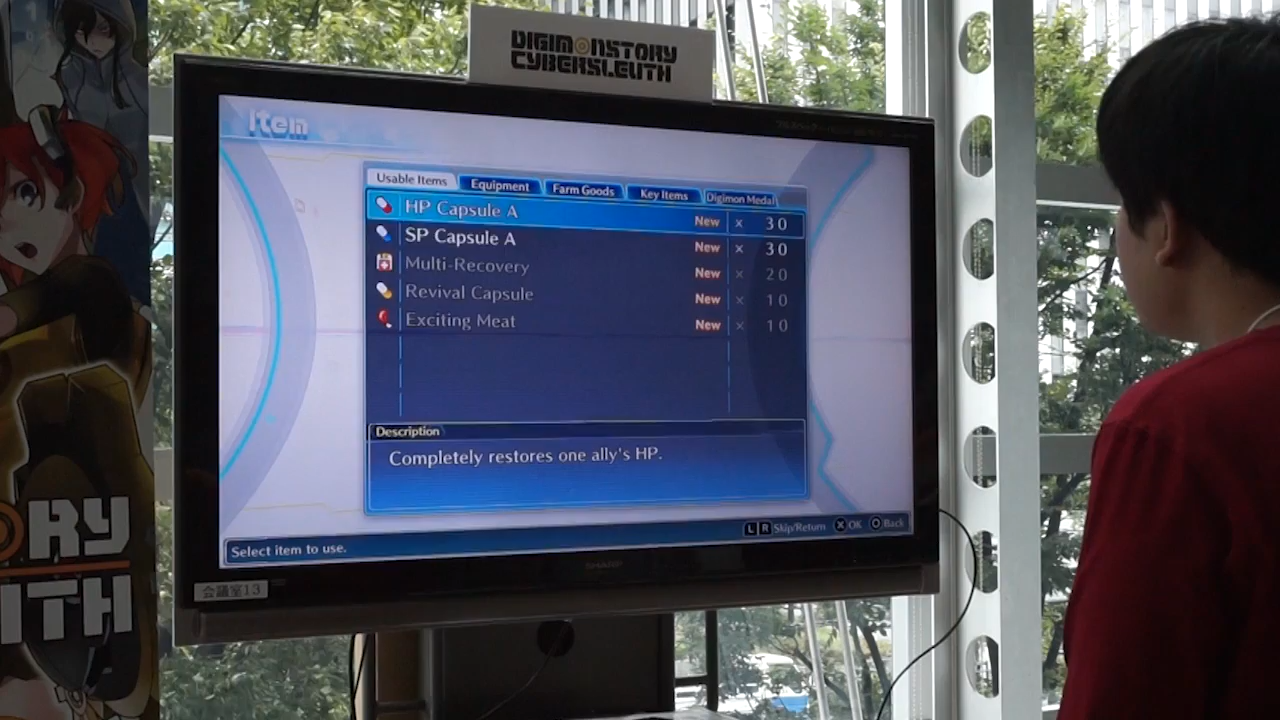 DIGIMONSTORY
CYBERSLEUTH
Item
Usable Items Equipment Farm Goods Key Items Digimon Medal
HP Capsule A New × 30
SP Capsule A New × 30
Multi-Recovery New × 20
Revival Capsule New × 10
Exciting Meat New × 10
Description
Completely restores one ally's HP.
L R Skip/Return X OK O Back
Select item to use.
SHARP
会議室13
ORY
ITH